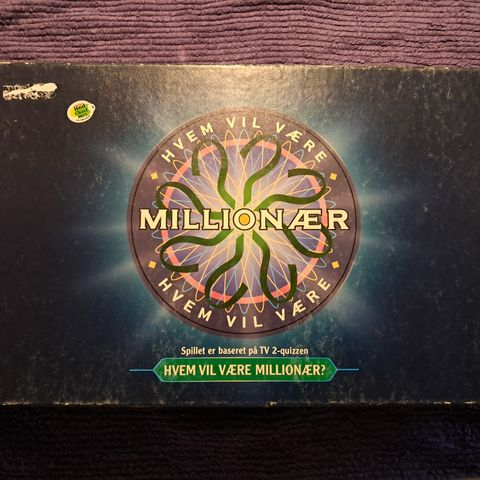 HVEM VIL VÆRE
MILLIONÆR
HVEM VIL VÆRE
Spillet er baseret på TV 2-quizzen
HVEM VIL VÆRE MILLIONÆR?